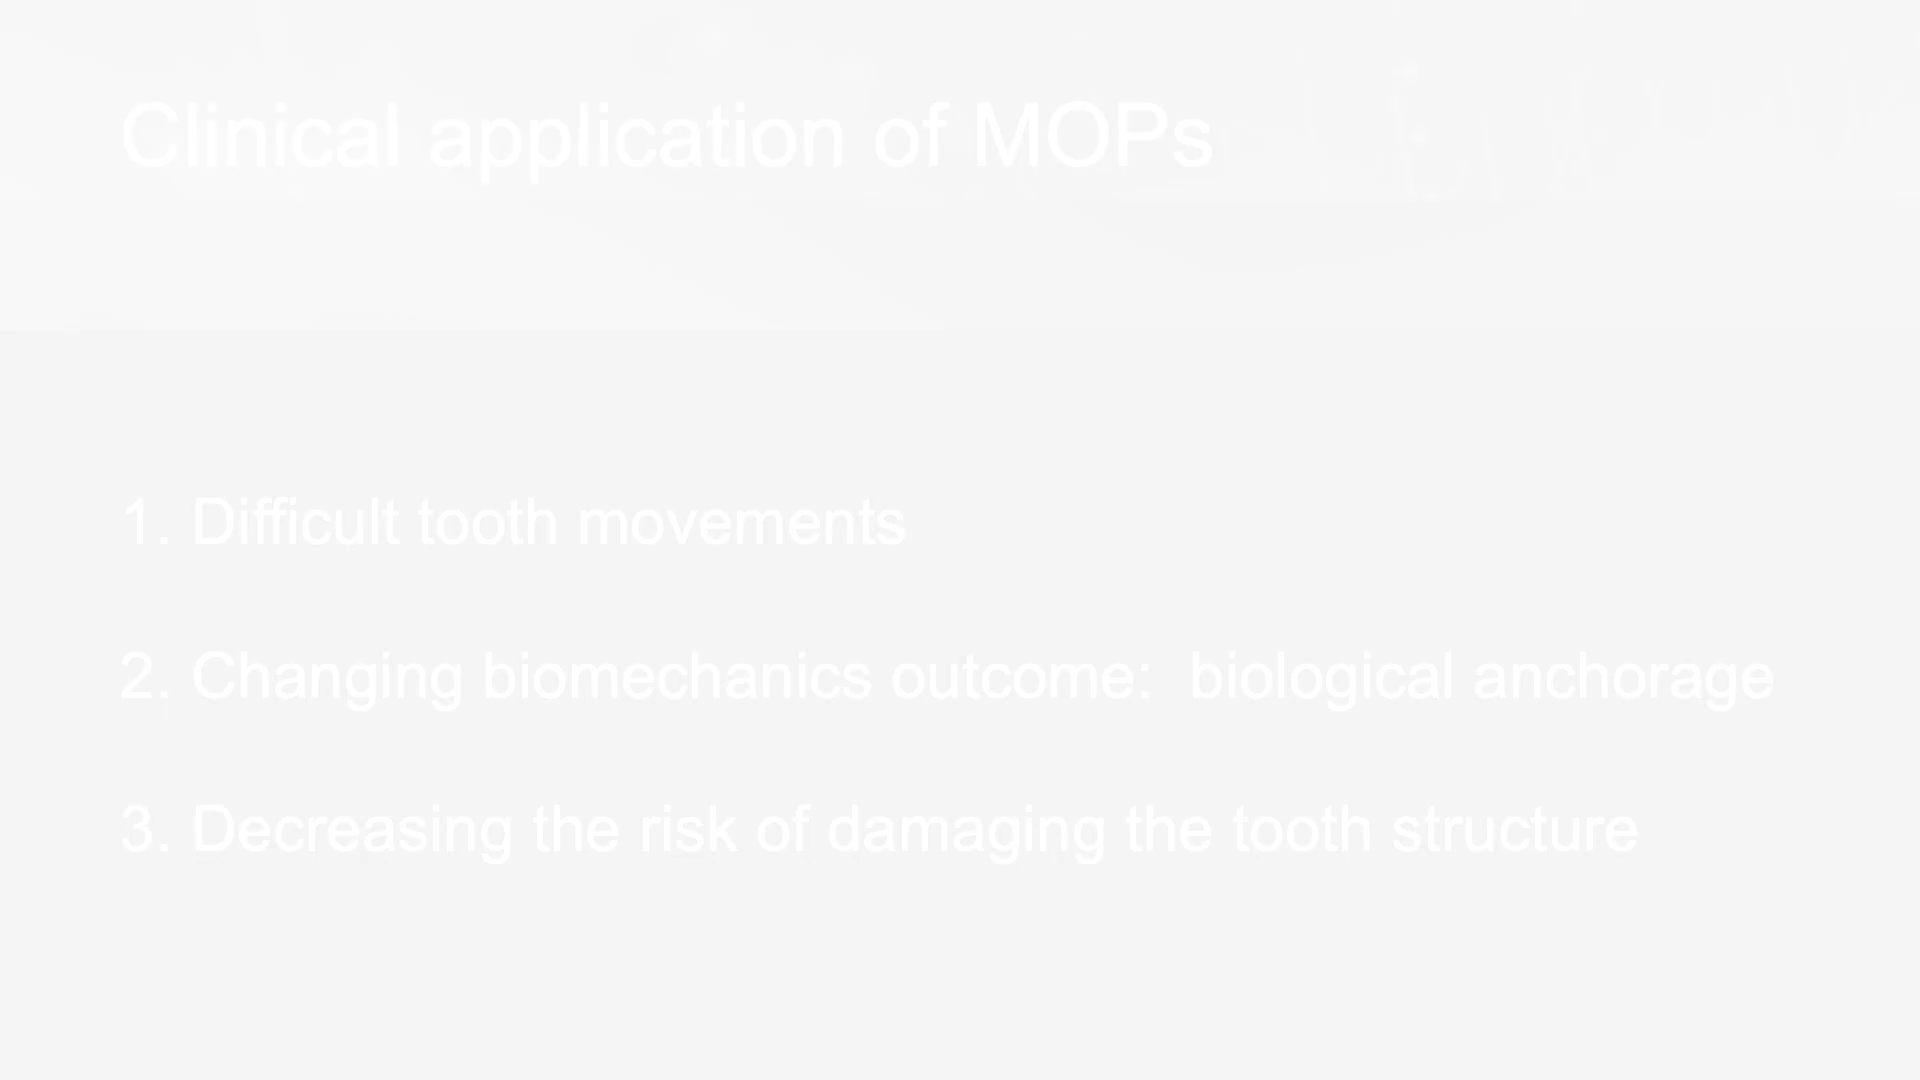 Clinical application of MOPs
1. Difficult tooth movements
2. Changing biomechanics outcome:  biological anchorage
3. Decreasing the risk of damaging the tooth structure